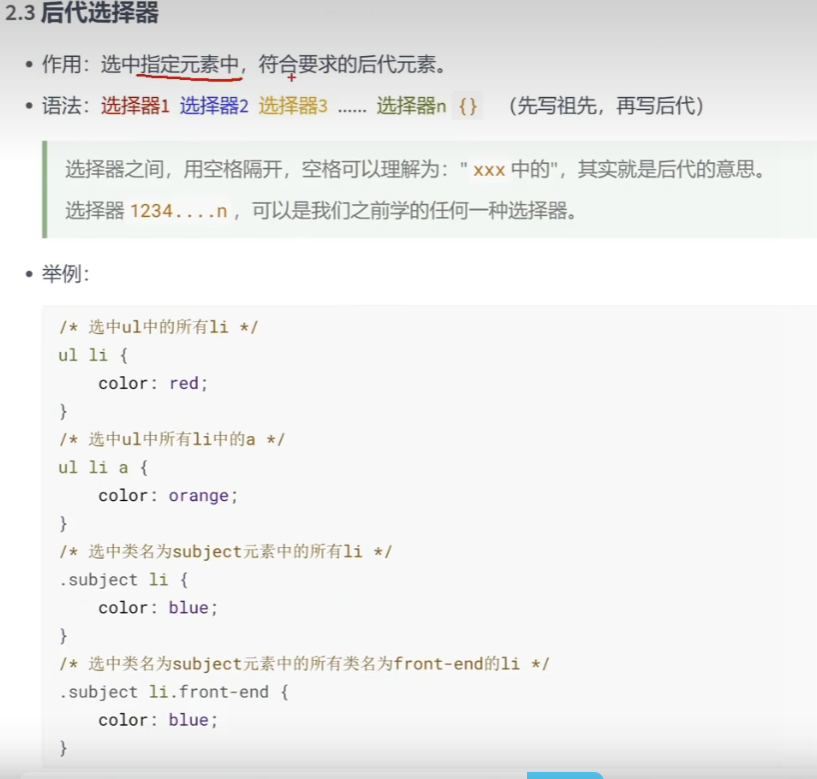 2.3 后代选择器
• 作用：选中指定元素中，符合要求的后代元素。
• 语法：选择器1 选择器2 选择器3 ...... 选择器n {} （先写祖先，再写后代）
选择器之间，用空格隔开，空格可以理解为：" xxx 中的"，其实就是后代的意思。
选择器 1234....n ，可以是我们之前学的任何一种选择器。
• 举例：
/* 选中ul中的所有li */
ul li {
    color: red;
}
/* 选中ul中所有li中的a */
ul li a {
    color: orange;
}
/* 选中类名为subject元素中的所有li */
.subject li {
    color: blue;
}
/* 选中类名为subject元素中的所有类名为front-end的li */
.subject li.front-end {
    color: blue;
}